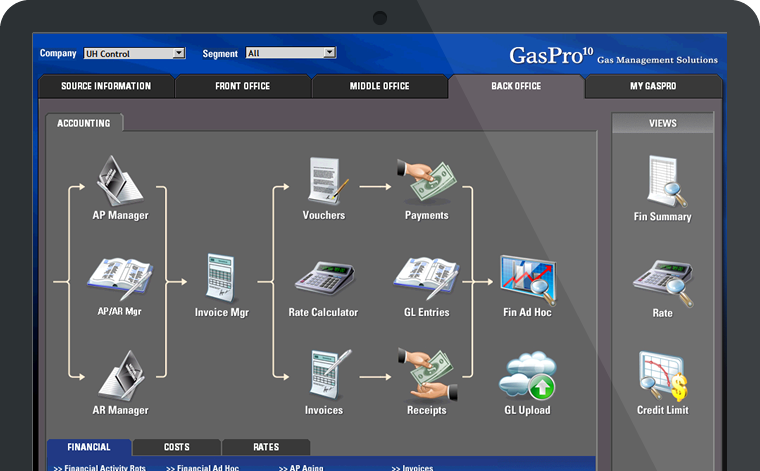 Company UH Control Segment All
GasPro10 Gas Management Solutions
SOURCE INFORMATION FRONT OFFICE MIDDLE OFFICE BACK OFFICE MY GASPRO
ACCOUNTING VIEWS
AP Manager Vouchers Payments Fin Summary
AP/AR Mgr Invoice Mgr Rate Calculator GL Entries Fin Ad Hoc Rate
AR Manager Invoices Receipts GL Upload Credit Limit
FINANCIAL COSTS RATES
>> Financial Activity Rpts >> Financial Ad Hoc >> AP Aging >> Invoices